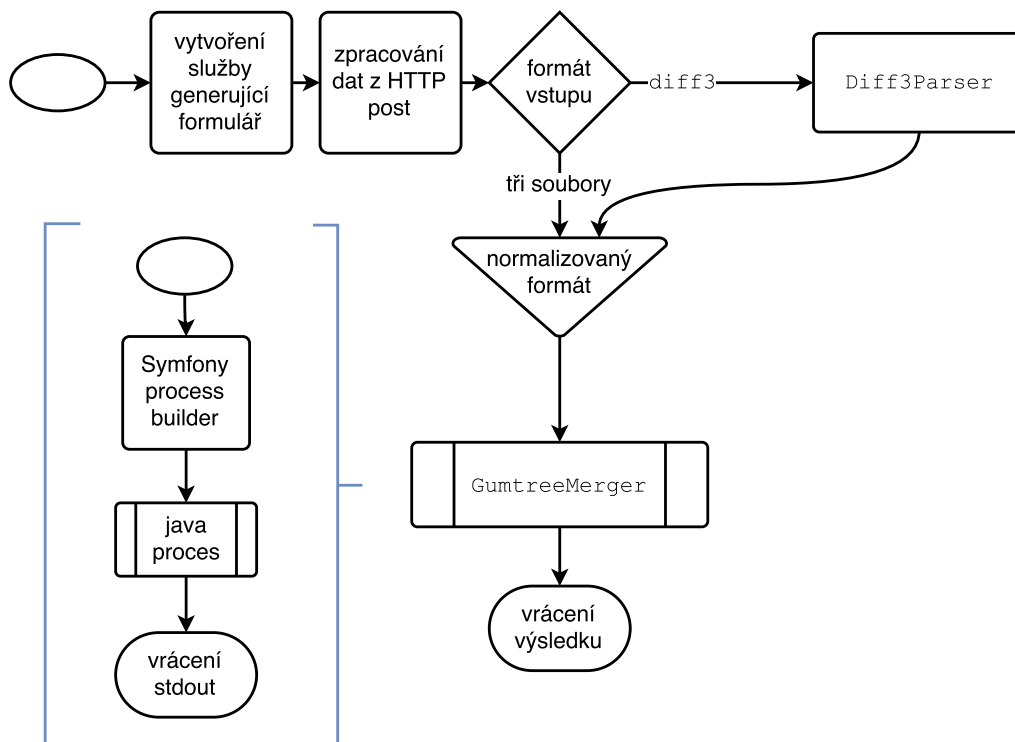 vytvoření
služby
generující
formulář
zpracování
dat z HTTP
post
formát
vstupu
diff3
Diff3Parser
tři soubory
normalizovaný
formát
GumtreeMerger
vrácení
výsledku
Symfony
process
builder
java
proces
vrácení
stdout